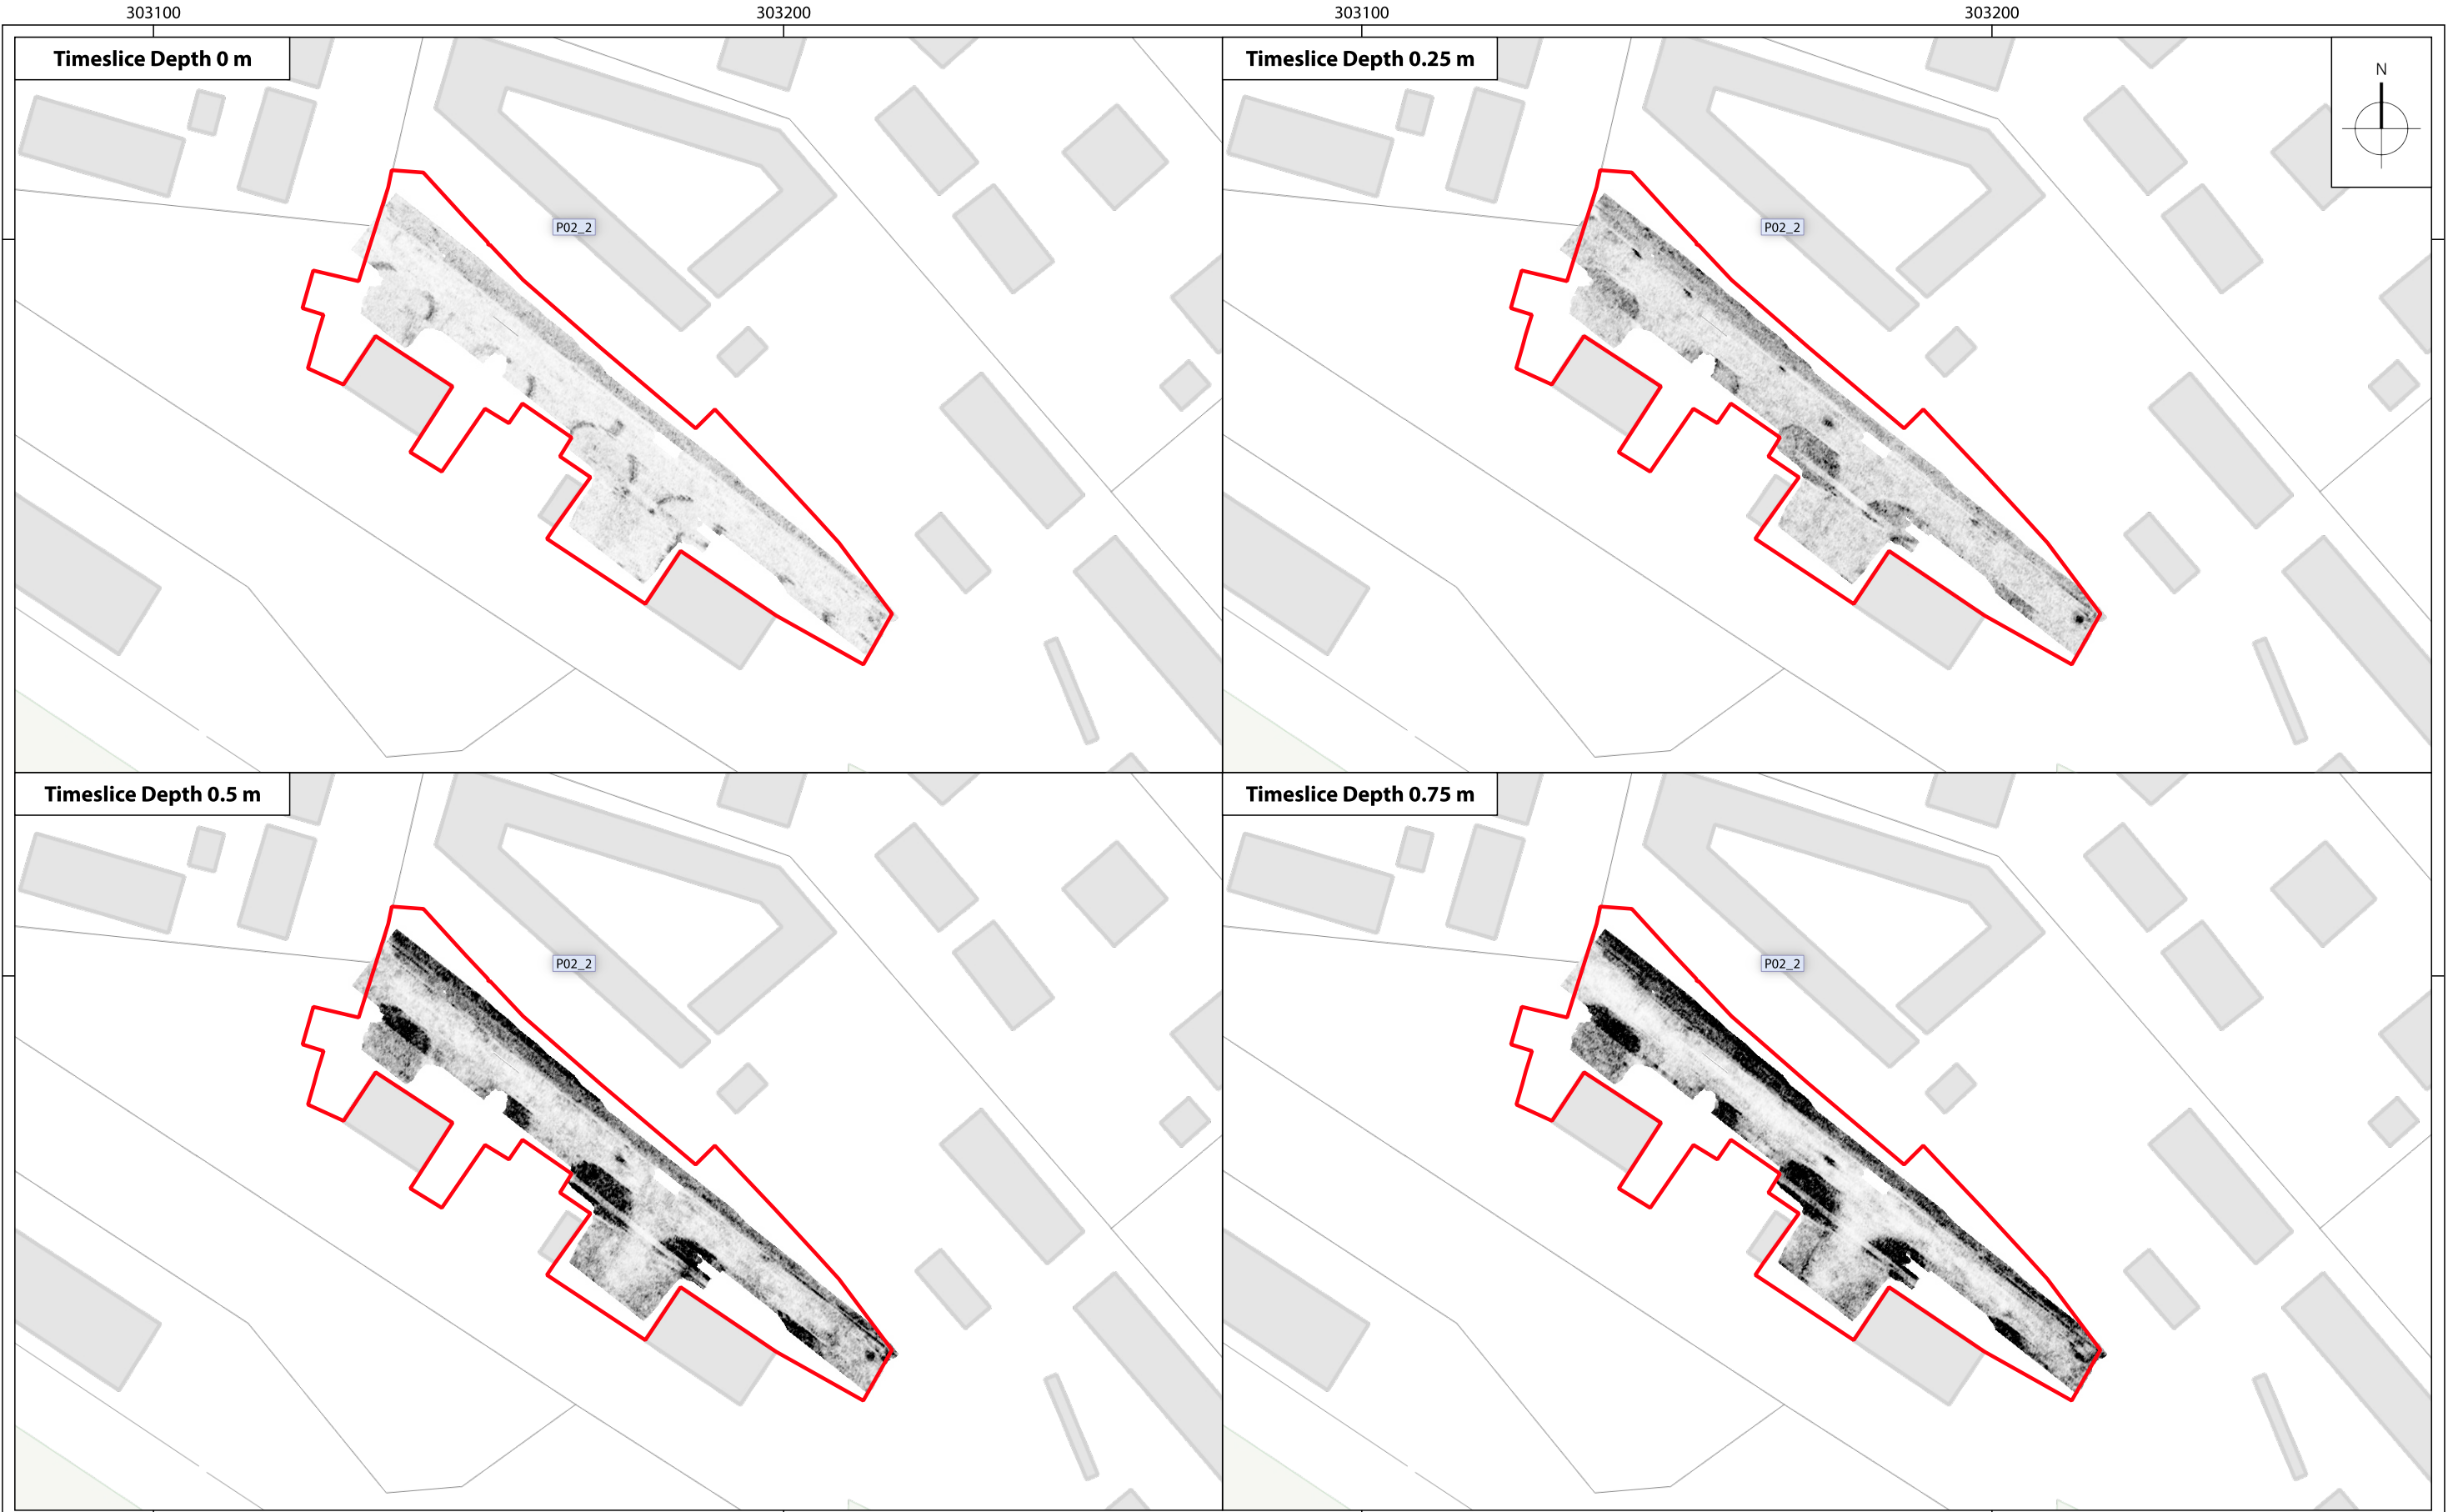 303100
303200
303100
303200
Timeslice Depth 0 m
Timeslice Depth 0.25 m
N
P02_2
P02_2
Timeslice Depth 0.5 m
Timeslice Depth 0.75 m
P02_2
P02_2